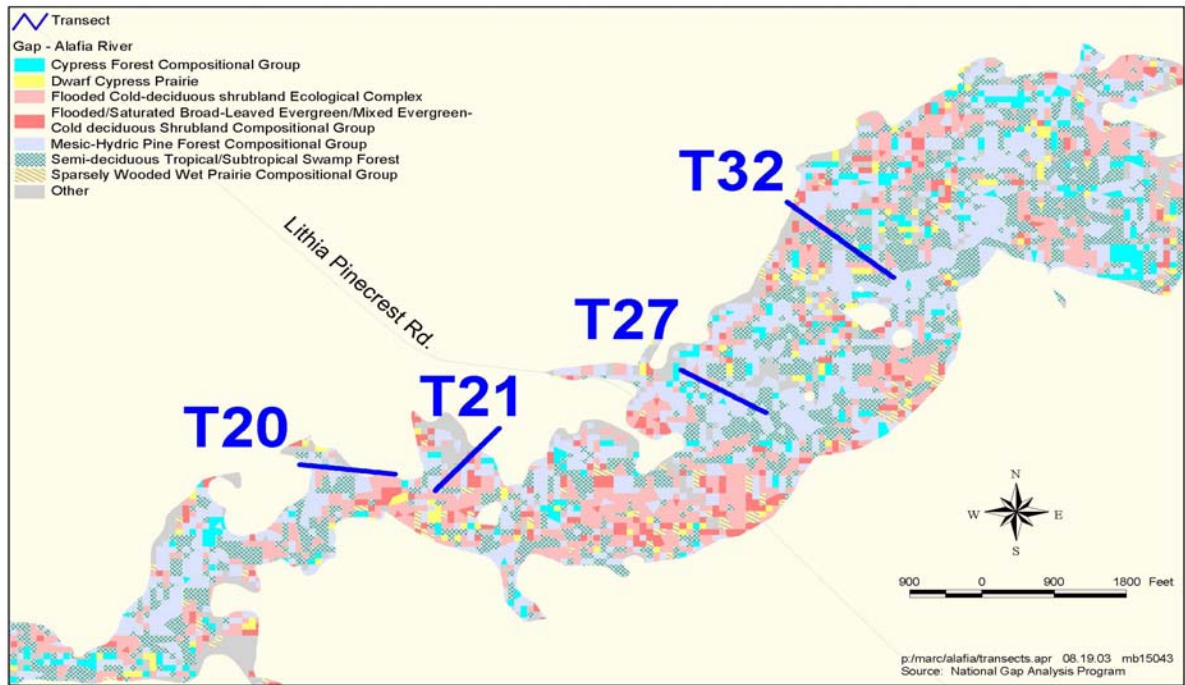 Transect
Gap - Alafia River
Cypress Forest Compositional Group
Dwarf Cypress Prairie
Flooded Cold-deciduous shrubland Ecological Complex
Flooded/Saturated Broad-Leaved Evergreen/Mixed Evergreen-
Cold deciduous Shrubland Compositional Group
Mesic-Hydric Pine Forest Compositional Group
Semi-deciduous Tropical/Subtropical Swamp Forest
Sparsely Wooded Wet Prairie Compositional Group
Other
T32
Lithia Pinecrest Rd.
T27
T21
T20
N
W E
S
900 0 900 1800 Feet
p:/marc/alafia/transects.apr 08.19.03 mb15043
Source: National Gap Analysis Program